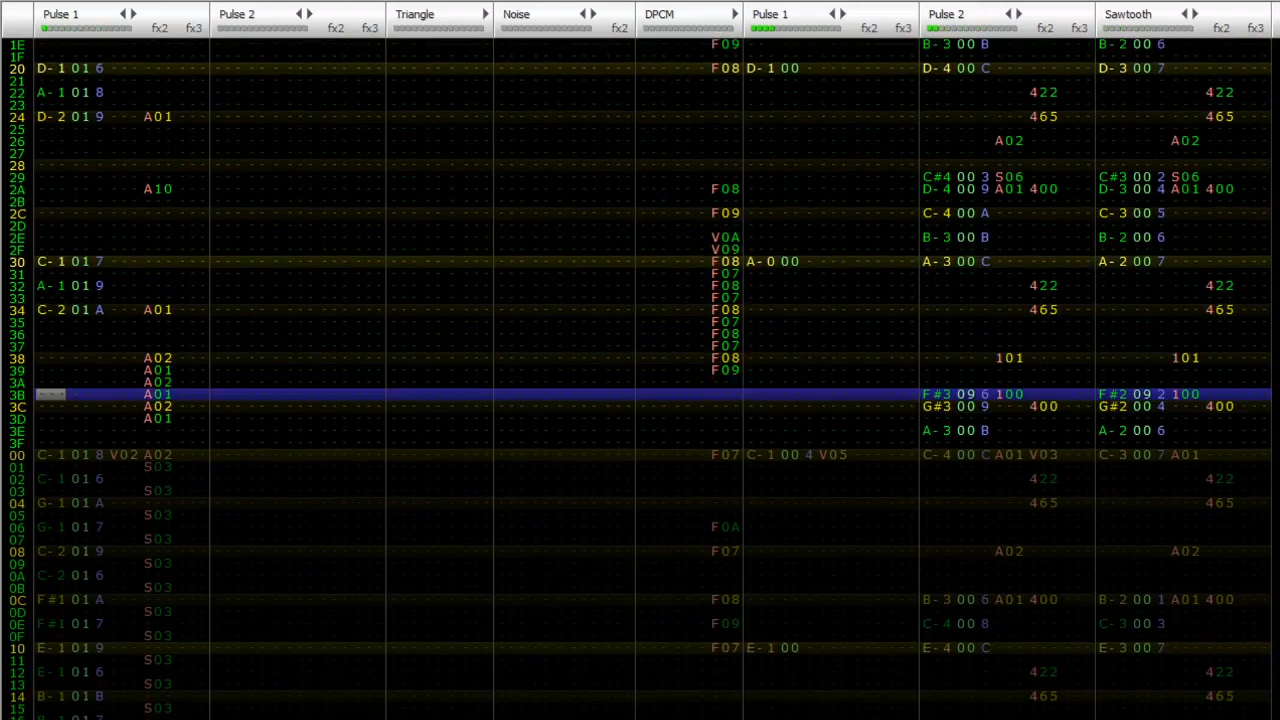 Pulse 1 Pulse 2 Triangle Noise DPCM Pulse 1 Pulse 2 Sawtooth
fx2 fx3 fx2 fx3 fx2 fx2 fx3 fx2 fx3 fx2 fx3
1E F09 B-3 00 B B-2 00 6
1F
20 D-1 01 6 F08 D-1 00 D-4 00 C D-3 00 7
21
22 A-1 01 8 422 422
23
24 D-2 01 9 A01 465 465
25
26 A02 A02
27
28
29 C#4 00 3 S06 C#3 00 2 S06
2A A10 F08 D-4 00 9 A01 400 D-3 00 4 A01 400
2B
2C F09 C-4 00 A C-3 00 5
2D
2E V0A B-3 00 B B-2 00 6
2F V09
30 C-1 01 7 F08 A-0 00 A-3 00 C A-2 00 7
31 F07
32 A-1 01 9 F08 422 422
33 F07
34 C-2 01 A A01 F08 465 465
35 F07
36 F08
37 F07
38 A02 F08 101 101
39 A01 F09
3A A02
3B --- A01 F#3 09 6 100 F#2 09 2 100
3C A02 G#3 00 9 400 G#2 00 4 400
3D A01
3E A-3 00 B A-2 00 6
3F
00 C-1 01 8 V02 A02 F07 C-1 00 4 V05 C-4 00 C A01 V03 C-3 00 7 A01
01 S03
02 C-1 01 6 422 422
03 S03
04 G-1 01 A 465 465
05 S03
06 G-1 01 7 F0A
07 S03
08 C-2 01 9 F07 A02 A02
09 S03
0A C-2 01 6
0B S03
0C F#1 01 A F08 B-3 00 6 A01 400 B-2 00 1 A01 400
0D S03
0E F#1 01 7 F09 C-4 00 8 C-3 00 3
0F S03
10 E-1 01 9 F07 E-1 00 E-4 00 C E-3 00 7
11 S03
12 E-1 01 6 422 422
13 S03
14 B-1 01 B 465 465
15 S03